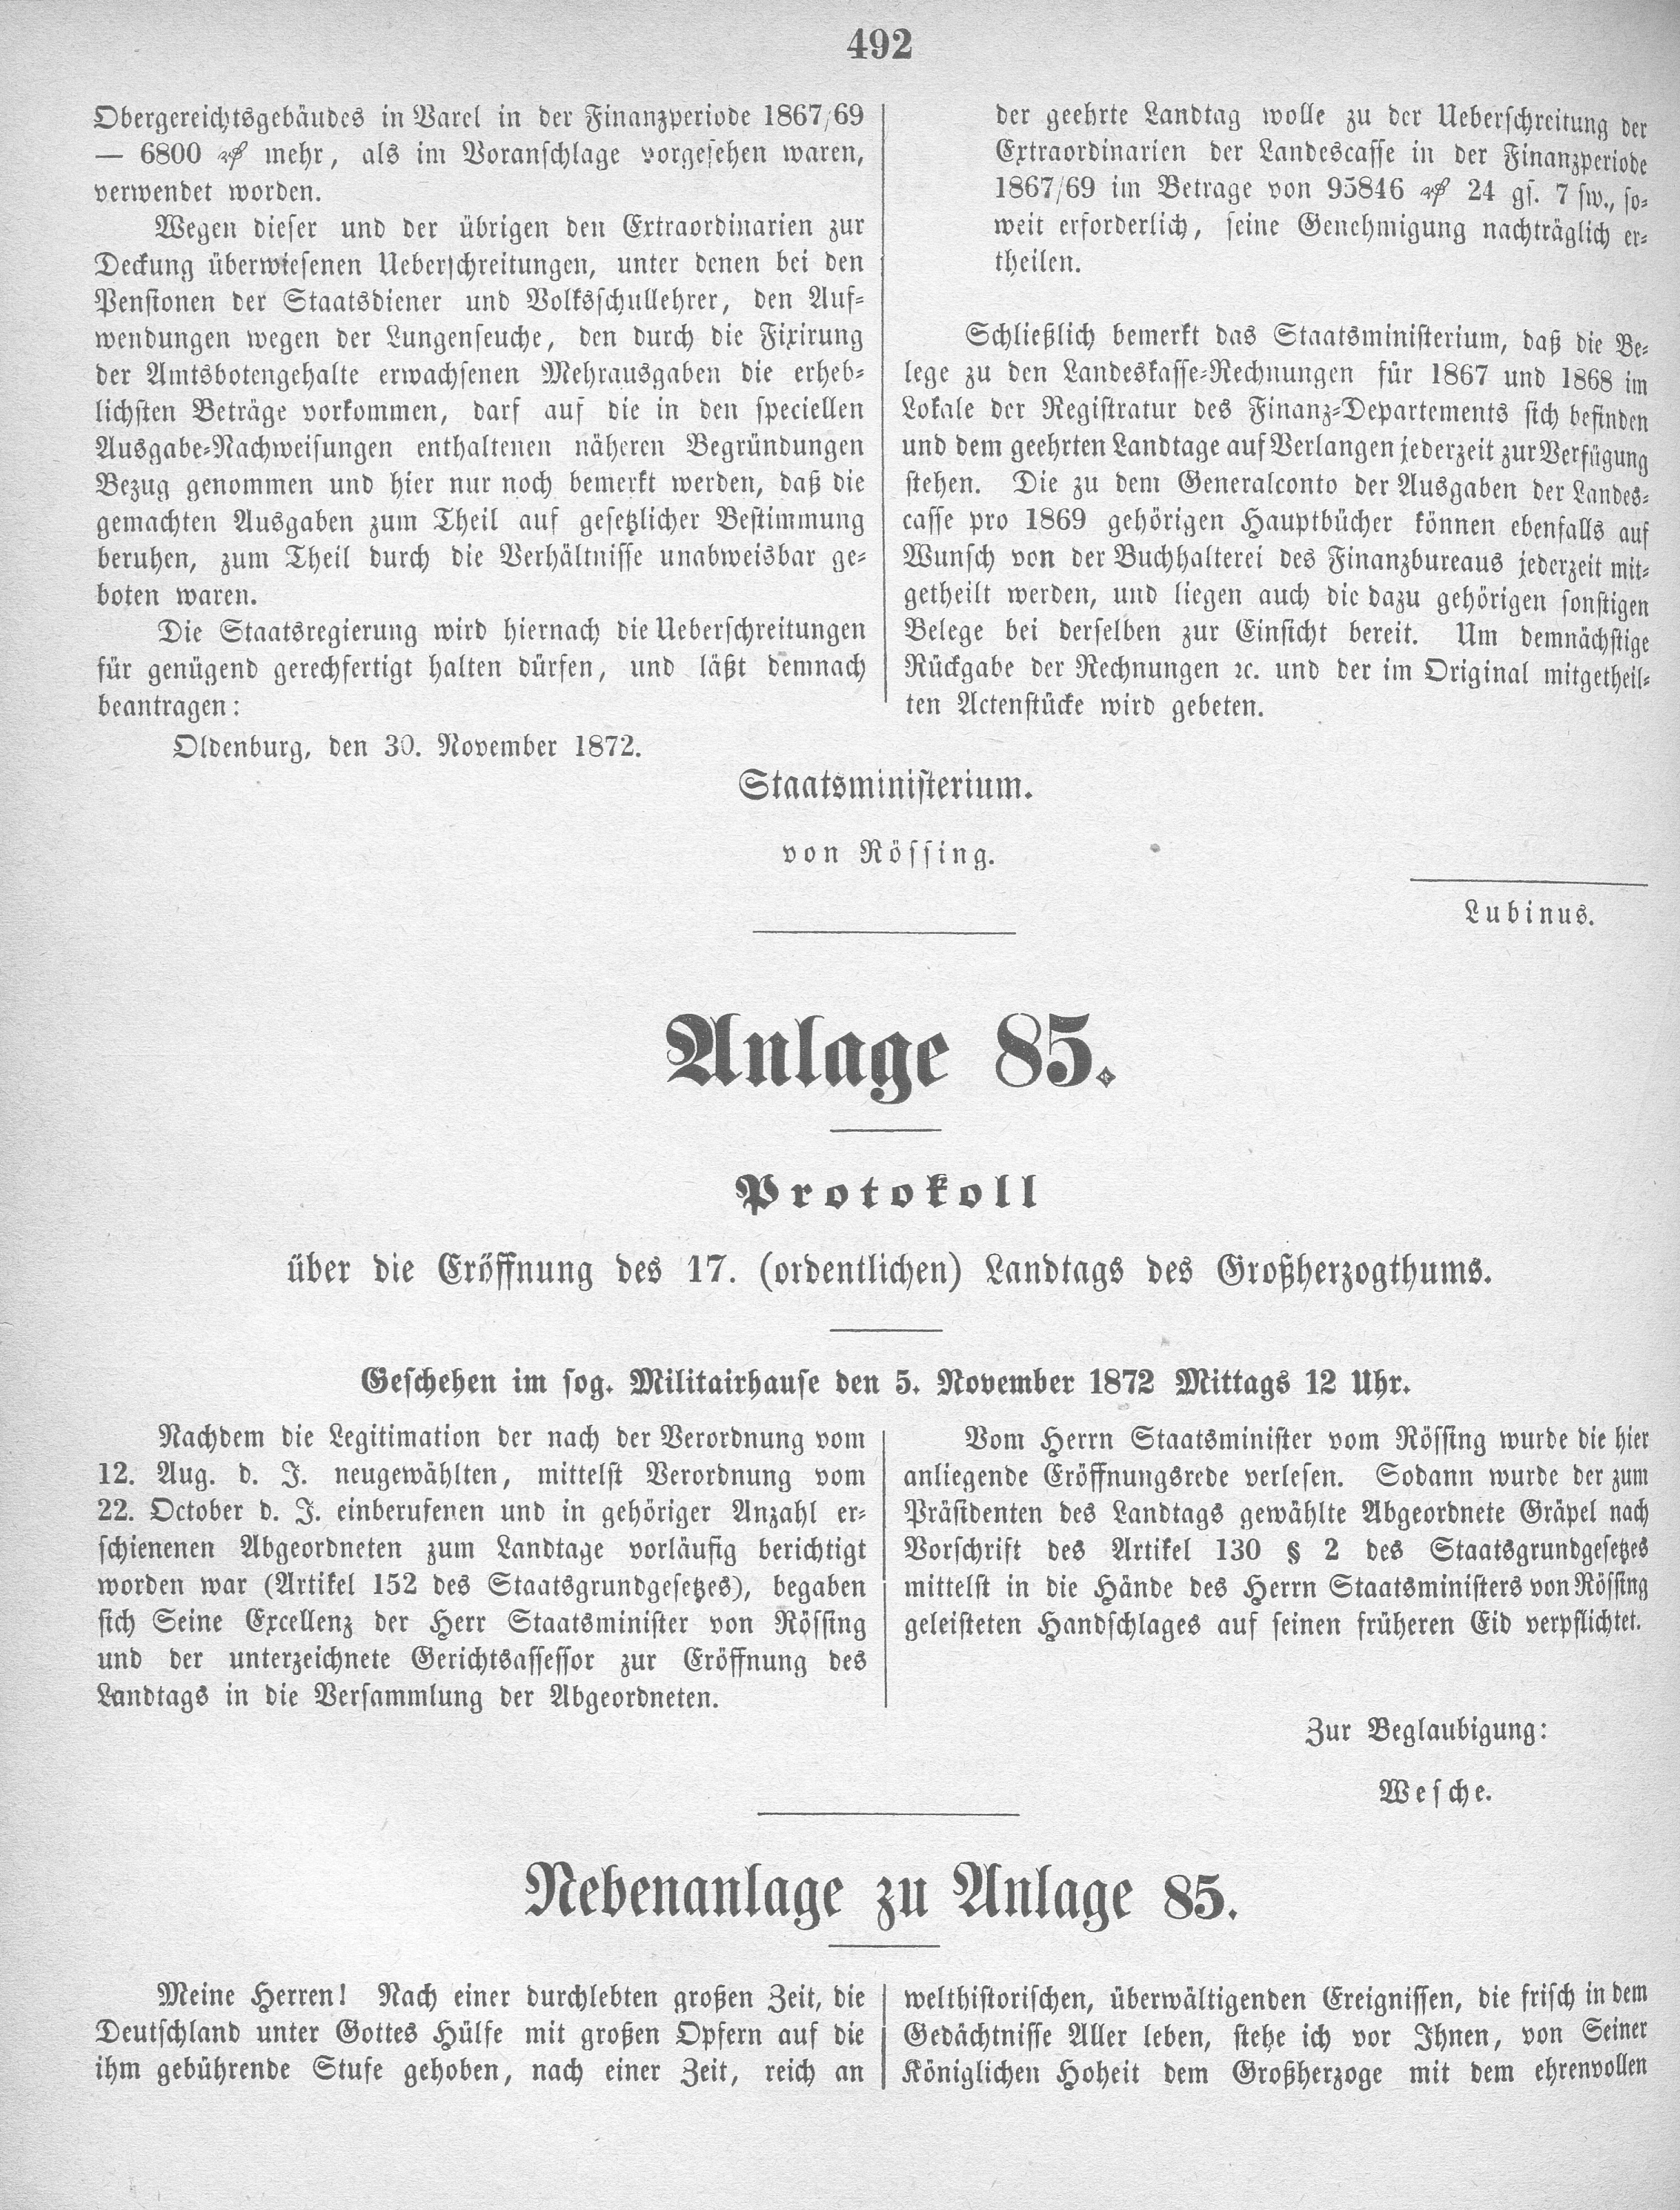 492
Obergereichtsgebäudes in Varel in der Finanzperiode 1867/69
— 6800 ₰ mehr, als im Voranschlage vorgesehen waren,
verwendet worden.
Wegen dieser und der übrigen den Extraordinarien zur
Deckung überwiesenen Ueberschreitungen, unter denen bei den
Pensionen der Staatsdiener und Volksschullehrer, den Auf-
wendungen wegen der Lungenseuche, den durch die Fixirung
der Amtsbotengehalte erwachsenen Mehrausgaben die erheb-
lichsten Beträge vorkommen, darf auf die in den speciellen
Ausgabe-Nachweisungen enthaltenen näheren Begründungen
Bezug genommen und hier nur noch bemerkt werden, daß die
gemachten Ausgaben zum Theil auf gesetzlicher Bestimmung
beruhen, zum Theil durch die Verhältnisse unabweisbar ge-
boten waren.
Die Staatsregierung wird hiernach die Ueberschreitungen
für genügend gerechfertigt halten dürfen, und läßt demnach
beantragen:
der geehrte Landtag wolle zu der Ueberschreitung der
Extraordinarien der Landescasse in der Finanzperiode
1867/69 im Betrage von 95846 ₰ 24 gs. 7 sw., so-
weit erforderlich, seine Genehmigung nachträglich er-
theilen.
Schließlich bemerkt das Staatsministerium, daß die Be-
lege zu den Landeskasse-Rechnungen für 1867 und 1868 im
Lokale der Registratur des Finanz-Departements sich befinden
und dem geehrten Landtage auf Verlangen jederzeit zur Verfügung
stehen. Die zu dem Generalconto der Ausgaben der Landes-
casse pro 1869 gehörigen Hauptbücher können ebenfalls auf
Wunsch von der Buchhalterei des Finanzbureaus jederzeit mit-
getheilt werden, und liegen auch die dazu gehörigen sonstigen
Belege bei derselben zur Einsicht bereit. Um demnächstige
Rückgabe der Rechnungen ꝛc. und der im Original mitgetheil-
ten Actenstücke wird gebeten.
Oldenburg, den 30. November 1872.
Staatsministerium.
von Rössing.
Lubinus.
Anlage 85.
Protokoll
über die Eröffnung des 17. (ordentlichen) Landtags des Großherzogthums.
Geschehen im sog. Militairhause den 5. November 1872 Mittags 12 Uhr.
Nachdem die Legitimation der nach der Verordnung vom
12. Aug. d. J. neugewählten, mittelst Verordnung vom
22. October d. J. einberufenen und in gehöriger Anzahl er-
schienenen Abgeordneten zum Landtage vorläufig berichtigt
worden war (Artikel 152 des Staatsgrundgesetzes), begaben
sich Seine Excellenz der Herr Staatsminister von Rössing
und der unterzeichnete Gerichtsassessor zur Eröffnung des
Landtags in die Versammlung der Abgeordneten.
Vom Herrn Staatsminister vom Rössing wurde die hier
anliegende Eröffnungsrede verlesen. Sodann wurde der zum
Präsidenten des Landtags gewählte Abgeordnete Gräpel nach
Vorschrift des Artikel 130 § 2 des Staatsgrundgesetzes
mittelst in die Hände des Herrn Staatsministers von Rössing
geleisteten Handschlages auf seinen früheren Eid verpflichtet.
Zur Beglaubigung:
Wesche.
Nebenanlage zu Anlage 85.
Meine Herren! Nach einer durchlebten großen Zeit, die
Deutschland unter Gottes Hülfe mit großen Opfern auf die
ihm gebührende Stufe gehoben, nach einer Zeit, reich an
welthistorischen, überwältigenden Ereignissen, die frisch in dem
Gedächtnisse Aller leben, stehe ich vor Ihnen, von Seiner
Königlichen Hoheit dem Großherzoge mit dem ehrenvollen